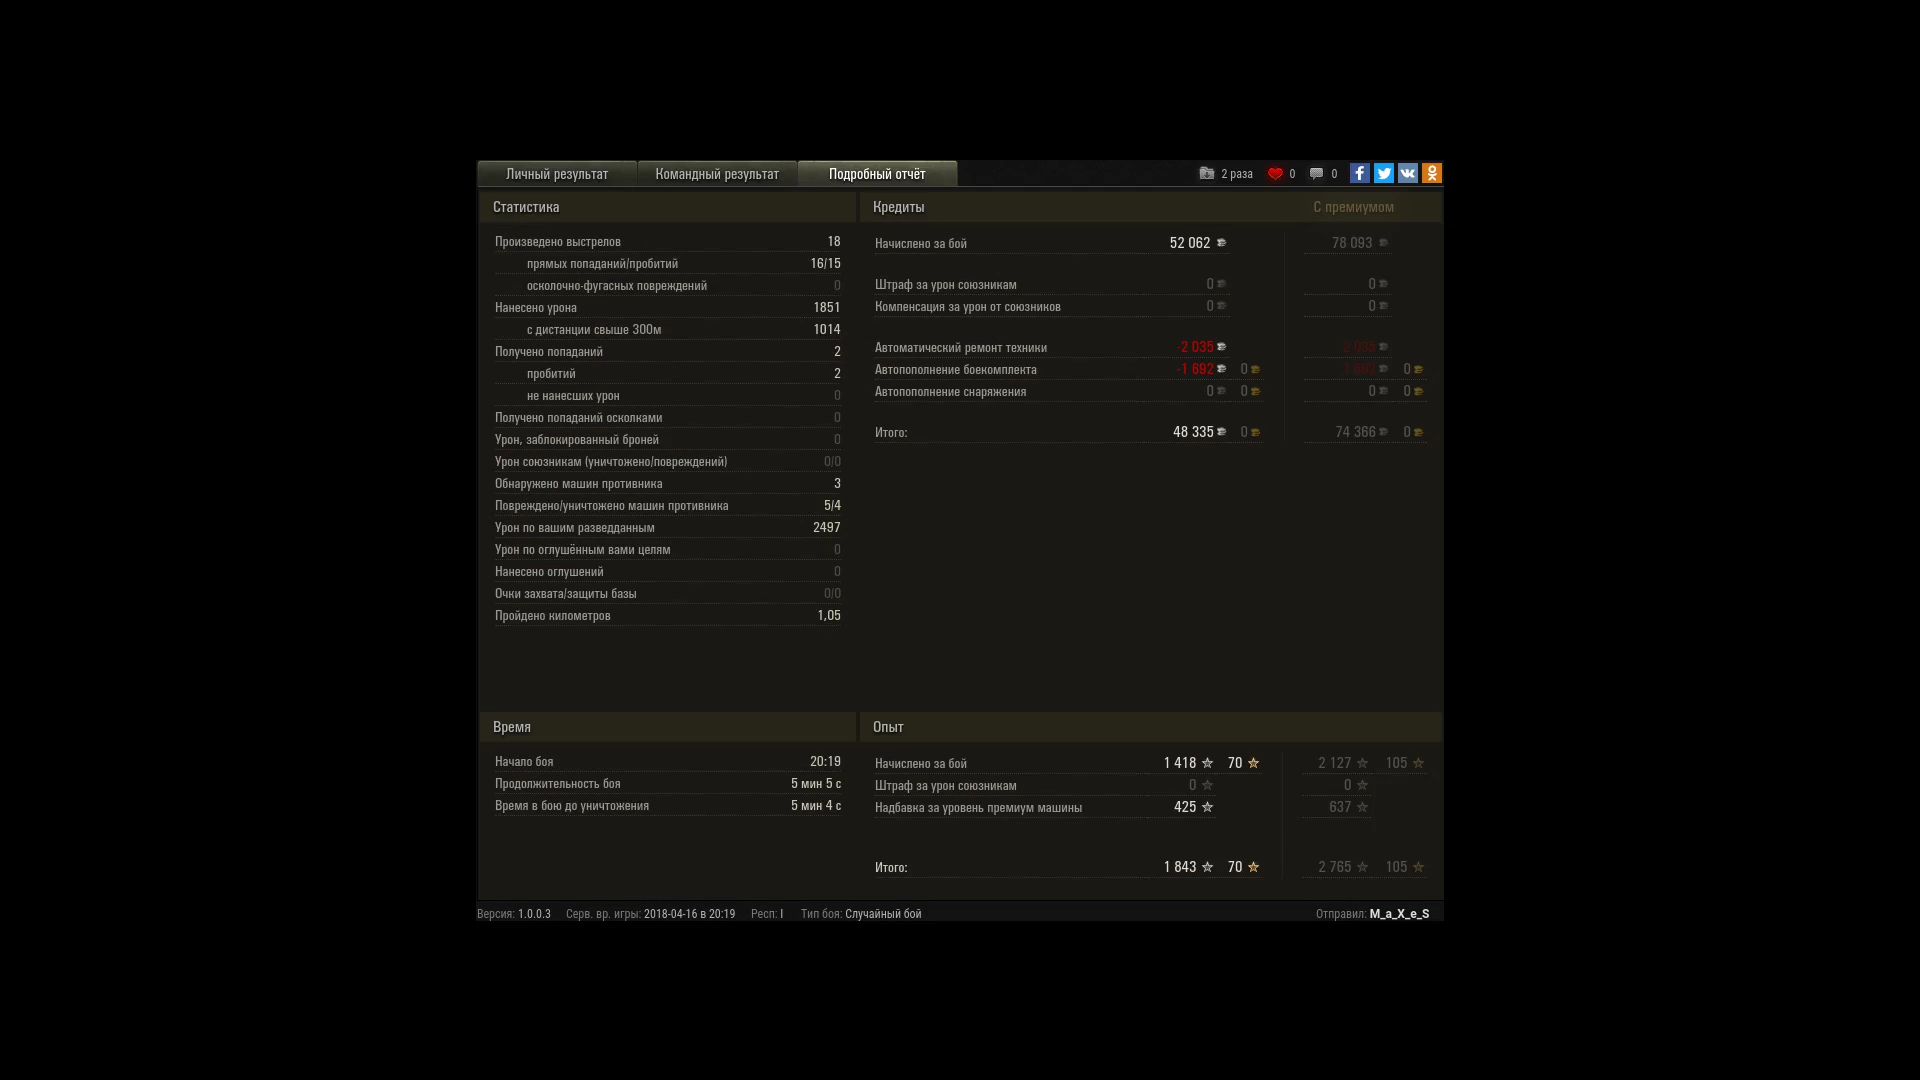 Личный результат Командный результат Подробный отчёт 2 раза 0 0
Статистика
Произведено выстрелов 18
прямых попаданий/пробитий 16/15
осколочно-фугасных повреждений 0
Нанесено урона 1851
с дистанции свыше 300м 1014
Получено попаданий 2
пробитий 2
не нанесших урон 0
Получено попаданий осколками 0
Урон, заблокированный броней 0
Урон союзникам (уничтожено/повреждений) 0/0
Обнаружено машин противника 3
Повреждено/уничтожено машин противника 5/4
Урон по вашим разведданным 2497
Урон по оглушённым вами целям 0
Нанесено оглушений 0
Очки захвата/защиты базы 0/0
Пройдено километров 1,05
Кредиты С премиумом
Начислено за бой 52 062 78 093
Штраф за урон союзникам 0 0
Компенсация за урон от союзников 0 0
Автоматический ремонт техники -2 035 -2 035
Автопополнение боекомплекта -1 692 0 -1 692 0
Автопополнение снаряжения 0 0 0 0
Итого: 48 335 0 74 366 0
Время
Начало боя 20:19
Продолжительность боя 5 мин 5 с
Время в бою до уничтожения 5 мин 4 с
Опыт
Начислено за бой 1 418 70 2 127 105
Штраф за урон союзникам 0 0
Надбавка за уровень премиум машины 425 637
Итого: 1 843 70 2 765 105
Версия: 1.0.0.3 Серв. вр. игры: 2018-04-16 в 20:19 Респ: I Тип боя: Случайный бой Отправил: M_a_X_e_S